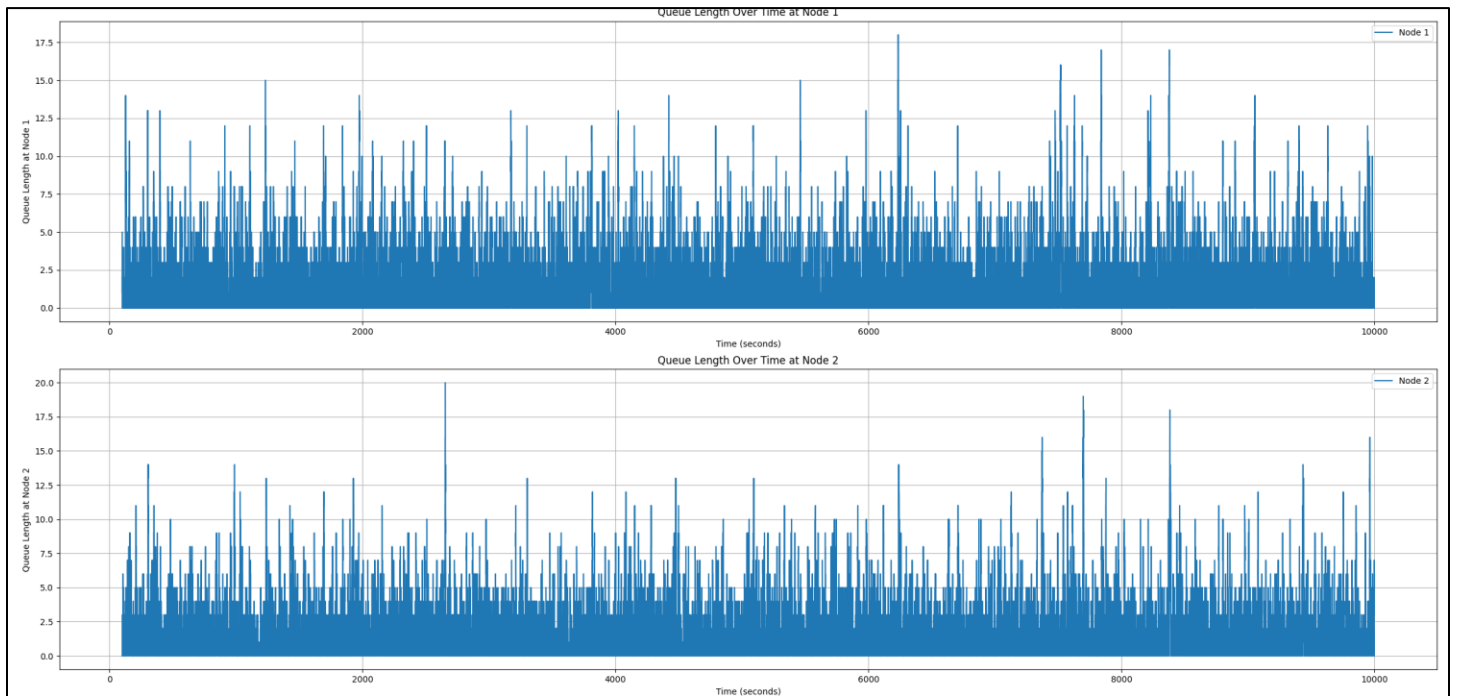 Queue Length Over Time at Node 1
Node 1
Queue Length at Node 1
17.5
15.0
12.5
10.0
7.5
5.0
2.5
0.0
0 2000 4000 6000 8000 10000
Time (seconds)
Queue Length Over Time at Node 2
Node 2
Queue Length at Node 2
20.0
17.5
15.0
12.5
10.0
7.5
5.0
2.5
0.0
0 2000 4000 6000 8000 10000
Time (seconds)